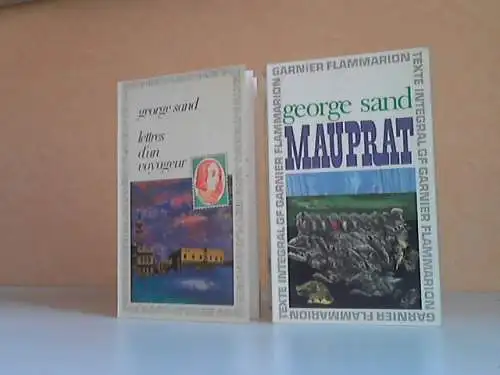 george sand
lettres
d'un
voyageur
GARNIER FLAMMARION
TEXTE INTEGRAL GF GARNIER FLAMMARION
george sand
MAUPRAT
TEXTE INTEGRAL GF GARNIER FLAMMARION
GARNIER FLAMMARION